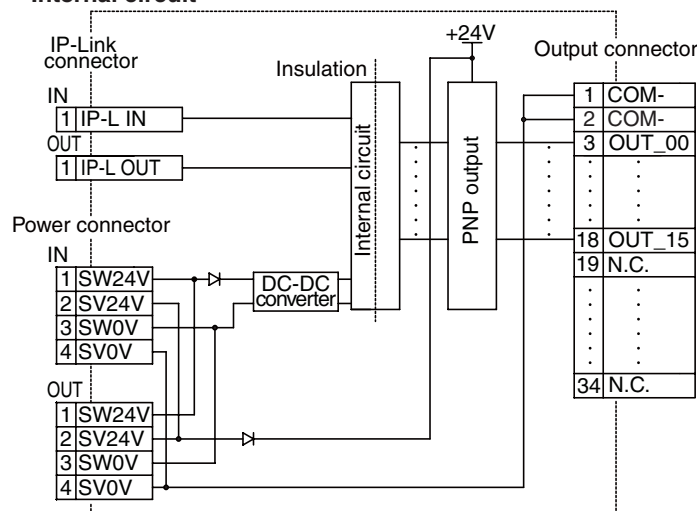 Internal circuit
+24V
IP-Link
connector
Output connector
Insulation
IN
1 IP-L IN
OUT
1 IP-L OUT
Internal circuit
PNP output
1 COM-
2 COM-
3 OUT_00
18 OUT_15
19 N.C.
34 N.C.
Power connector
IN
1 SW24V
2 SV24V
3 SW0V
4 SV0V
DC-DC
converter
OUT
1 SW24V
2 SV24V
3 SW0V
4 SV0V